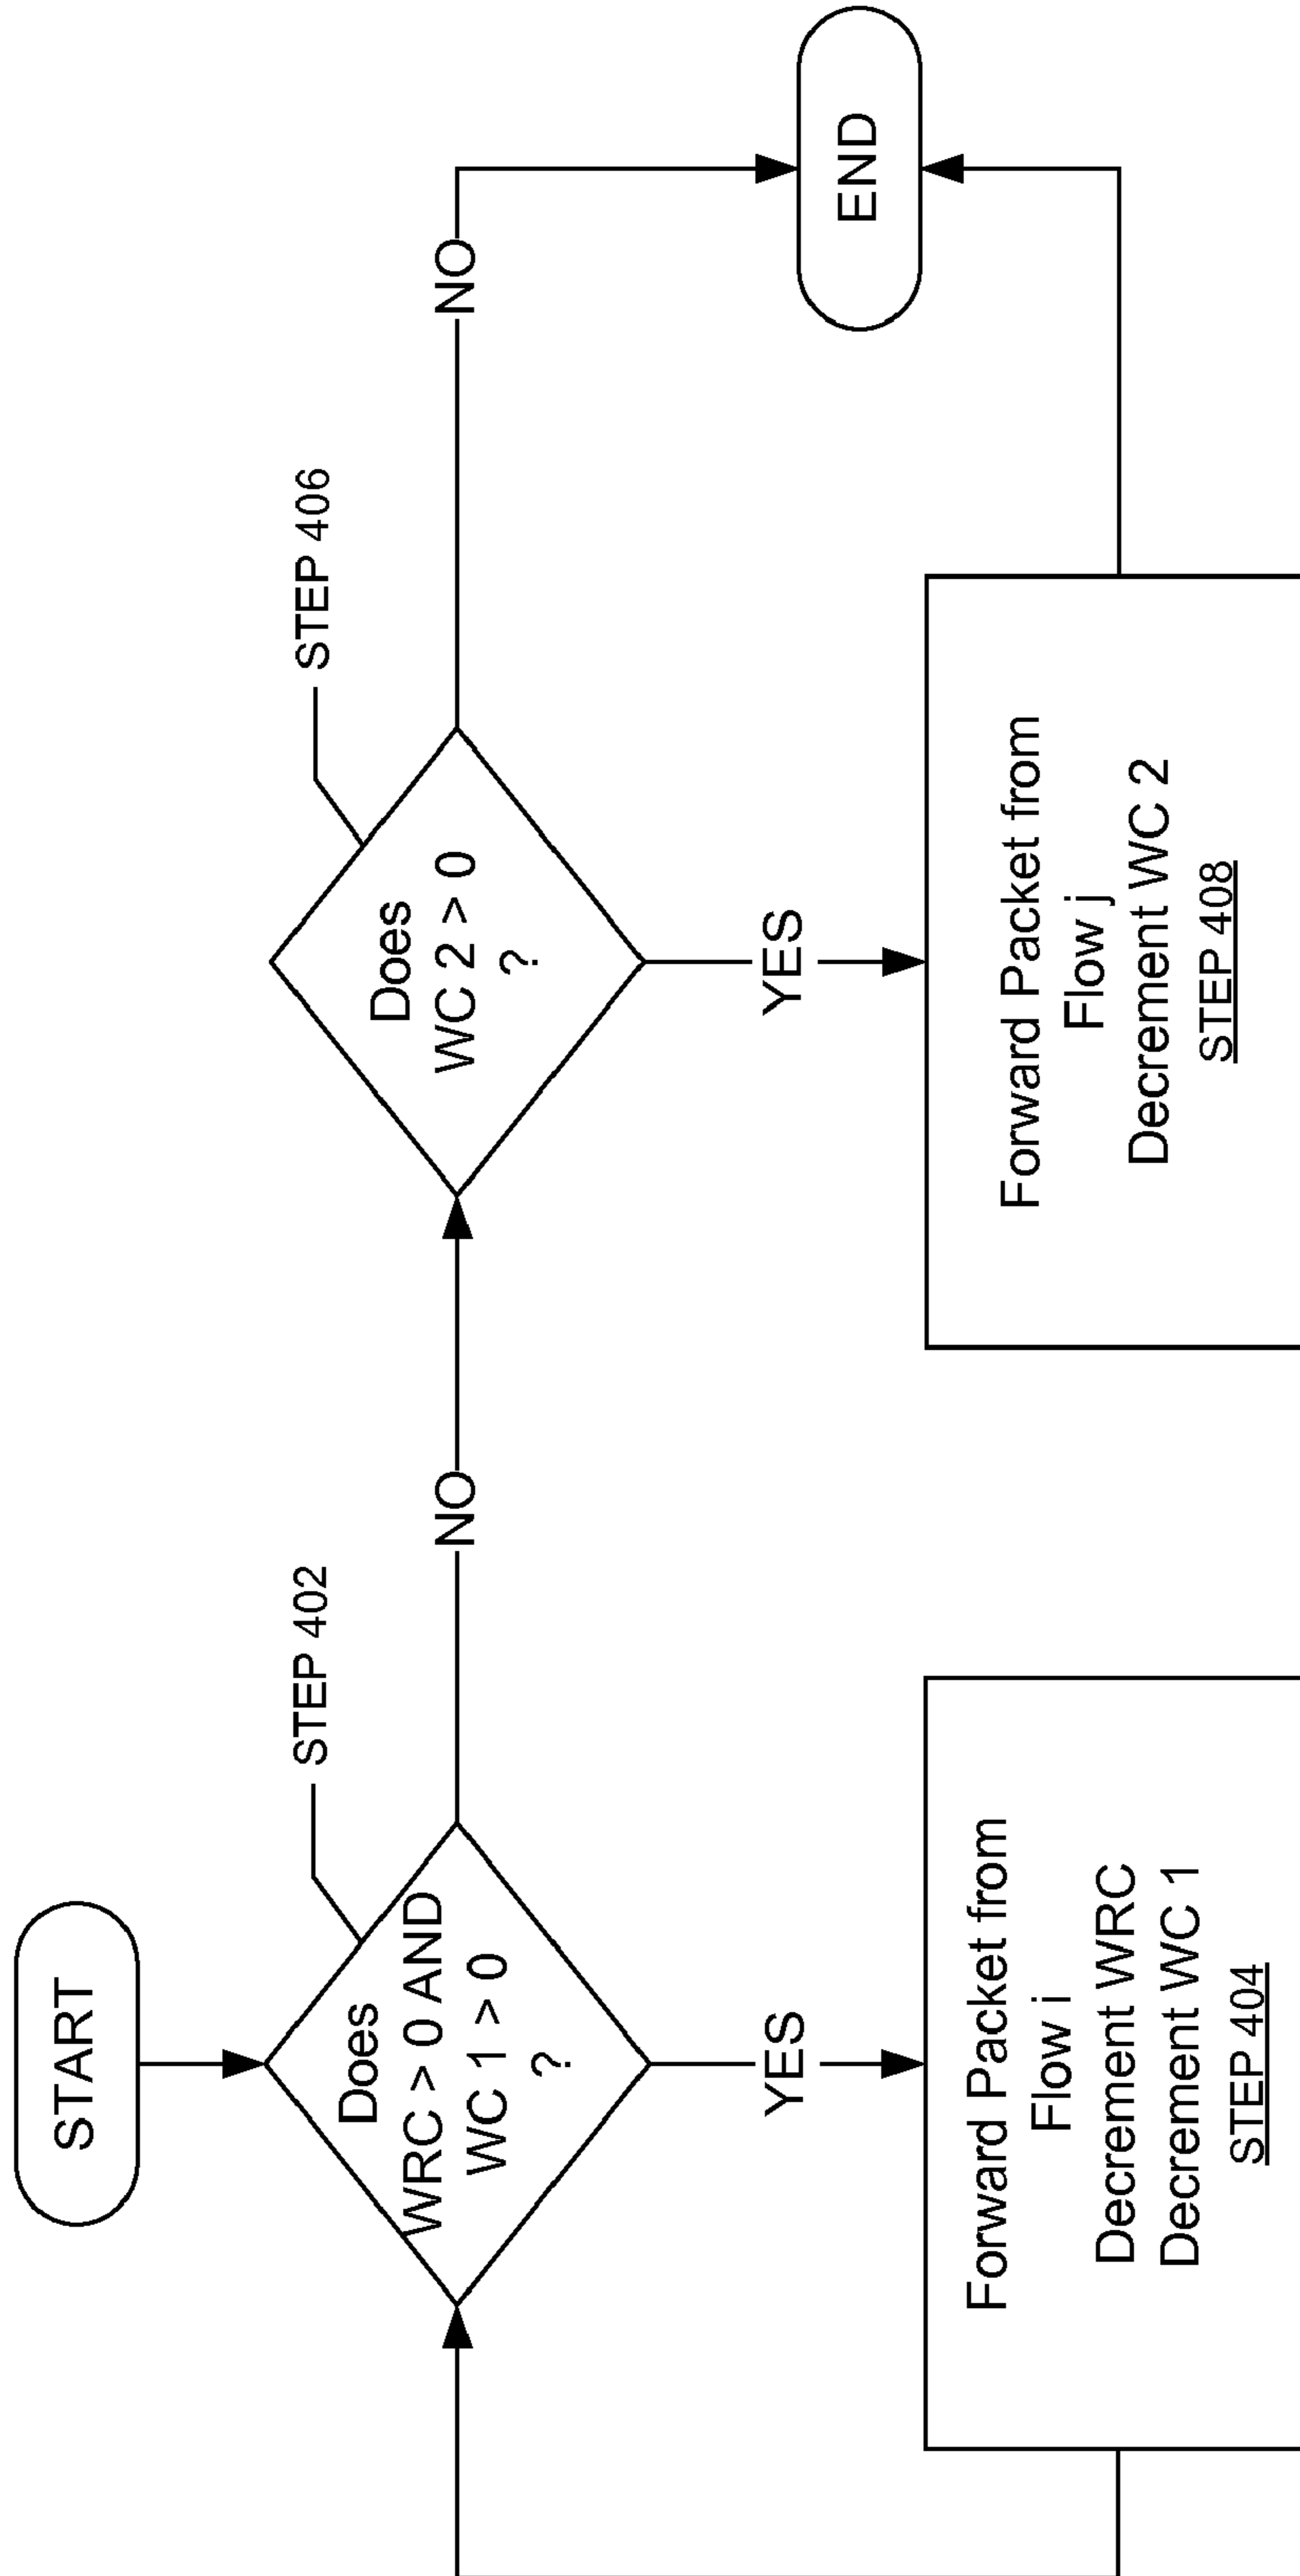 START
STEP 402
Does
WRC > 0 AND
WC 1 > 0
?
YES
Forward Packet from
Flow i
Decrement WRC
Decrement WC 1
STEP 404
NO
STEP 406
Does
WC 2 > 0
?
YES
Forward Packet from
Flow j
Decrement WC 2
STEP 408
NO
END